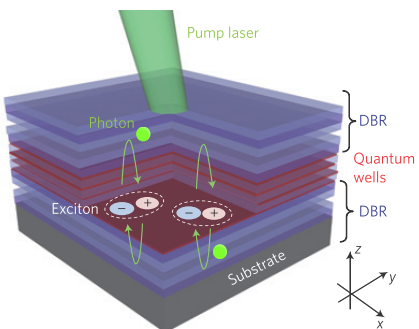 Pump laser
Photon
DBR
Quantum
wells
Exciton
− +
− +
DBR
Substrate
z
y
x